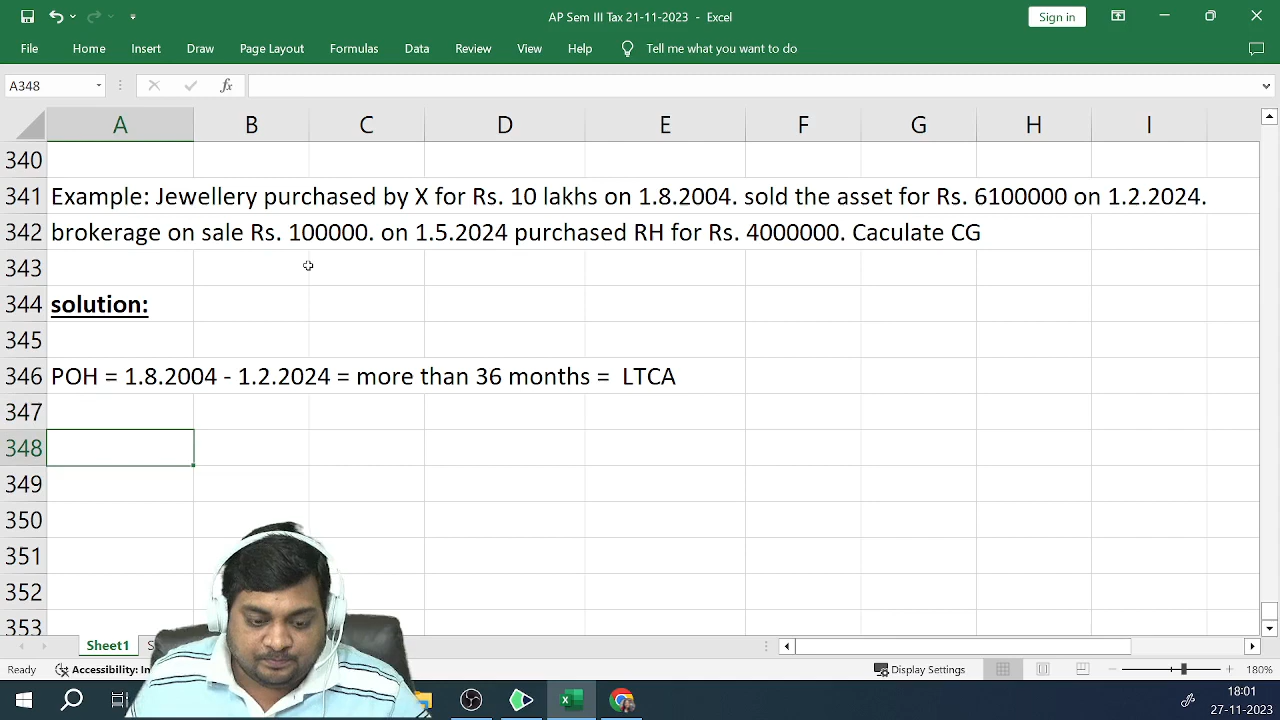 AP Sem III Tax 21-11-2023 - Excel
Sign in
File Home Insert Draw Page Layout Formulas Data Review View Help Tell me what you want to do
A348 fx
A B C D E F G H I
340
341 Example: Jewellery purchased by X for Rs. 10 lakhs on 1.8.2004. sold the asset for Rs. 6100000 on 1.2.2024.
342 brokerage on sale Rs. 100000. on 1.5.2024 purchased RH for Rs. 4000000. Caculate CG
343
344 solution:
345
346 POH = 1.8.2004 - 1.2.2024 = more than 36 months = LTCA
347
348
349
350
351
352
353
Sheet1 S
Ready Accessibility: In Display Settings 180%
18:01
27-11-2023